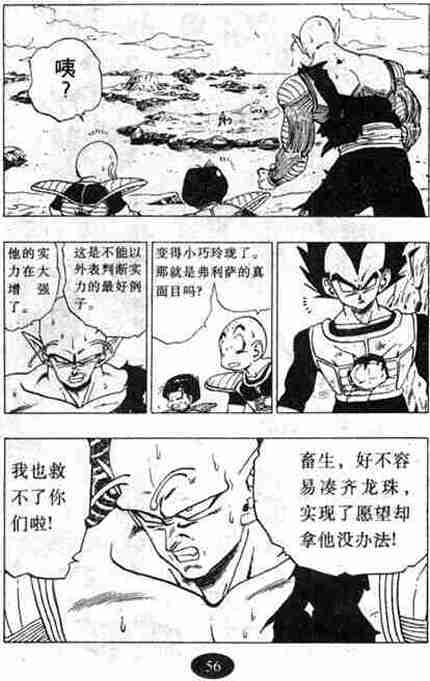 咦
?
变得小巧玲珑了。
那就是弗利萨的真
面目吗?
这是不能以
外表判断实
力的最好例
子。
他的实
力在大
增强
了。
畜生，好不容
易凑齐龙珠，
实现了愿望却
拿他没办法!
我也救
不了你
们啦!
56